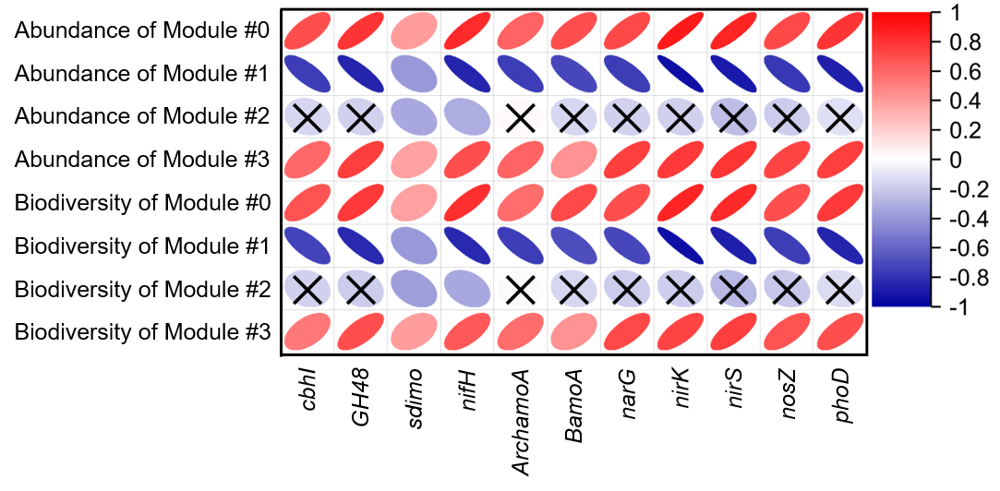 Abundance of Module #0
Abundance of Module #1
Abundance of Module #2
Abundance of Module #3
Biodiversity of Module #0
Biodiversity of Module #1
Biodiversity of Module #2
Biodiversity of Module #3
cbhI
GH48
sdimo
nifH
ArchamoA
BamoA
narG
nirK
nirS
nosZ
phoD
1
0.8
0.6
0.4
0.2
0
-0.2
-0.4
-0.6
-0.8
-1